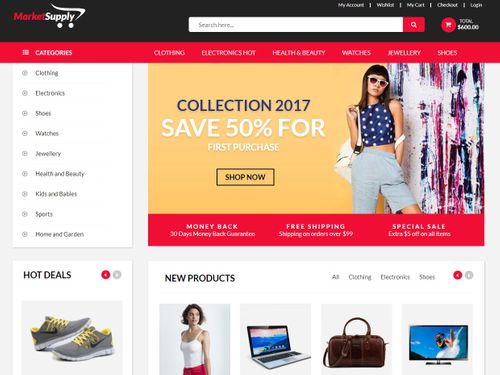 My Account | Wishlist | My Cart | Checkout | Login
MarketSupply
Search here...
TOTAL
$600.00
CATEGORIES
CLOTHING ELECTRONICS HOT HEALTH & BEAUTY WATCHES JEWELLERY SHOES
Clothing
Electronics
Shoes
Watches
Jewellery
Health and Beauty
Kids and Babies
Sports
Home and Garden
COLLECTION 2017
SAVE 50% FOR
FIRST PURCHASE
SHOP NOW
MONEY BACK
30 Days Money Back Guarantee
FREE SHIPPING
Shipping on orders over $99
SPECIAL SALE
Extra $5 off on all items
HOT DEALS
NEW PRODUCTS
All Clothing Electronics Shoes